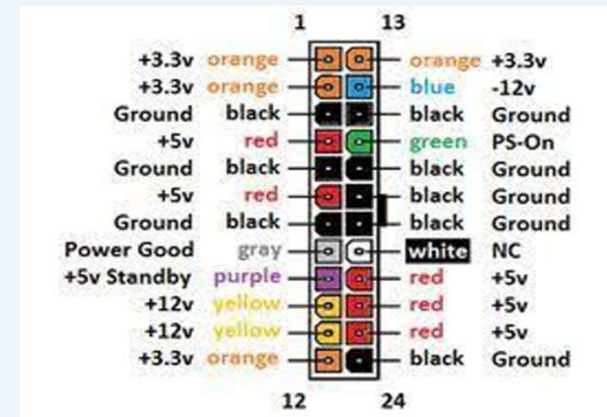 1 13
+3.3v orange orange +3.3v
+3.3v orange blue -12v
Ground black black Ground
+5v red green PS-On
Ground black black Ground
+5v red black Ground
Ground black black Ground
Power Good gray white NC
+5v Standby purple red +5v
+12v yellow red +5v
+12v yellow red +5v
+3.3v orange black Ground
12 24